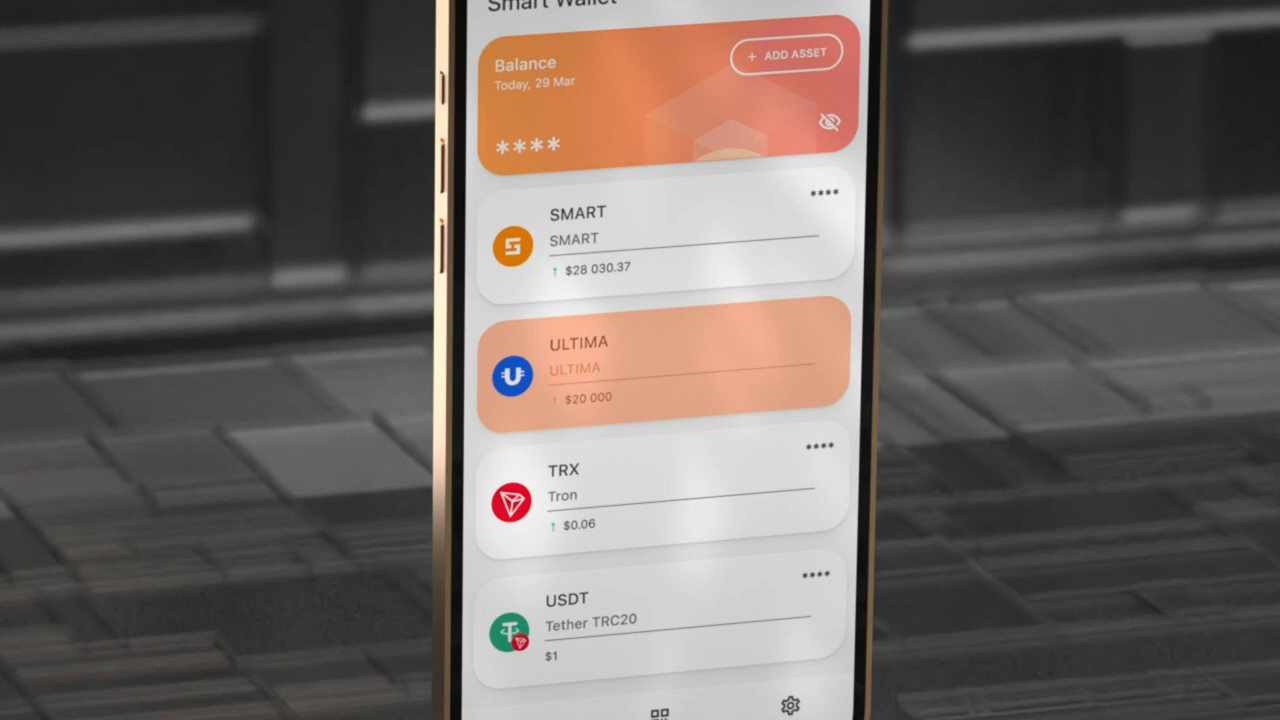 Smart Wallet
Balance
+ ADD ASSET
Today, 29 Mar
****
****
SMART
SMART
↑ $28 030.37
ULTIMA
ULTIMA
↑ $20 000
****
TRX
Tron
↑ $0.06
****
USDT
Tether TRC20
$1